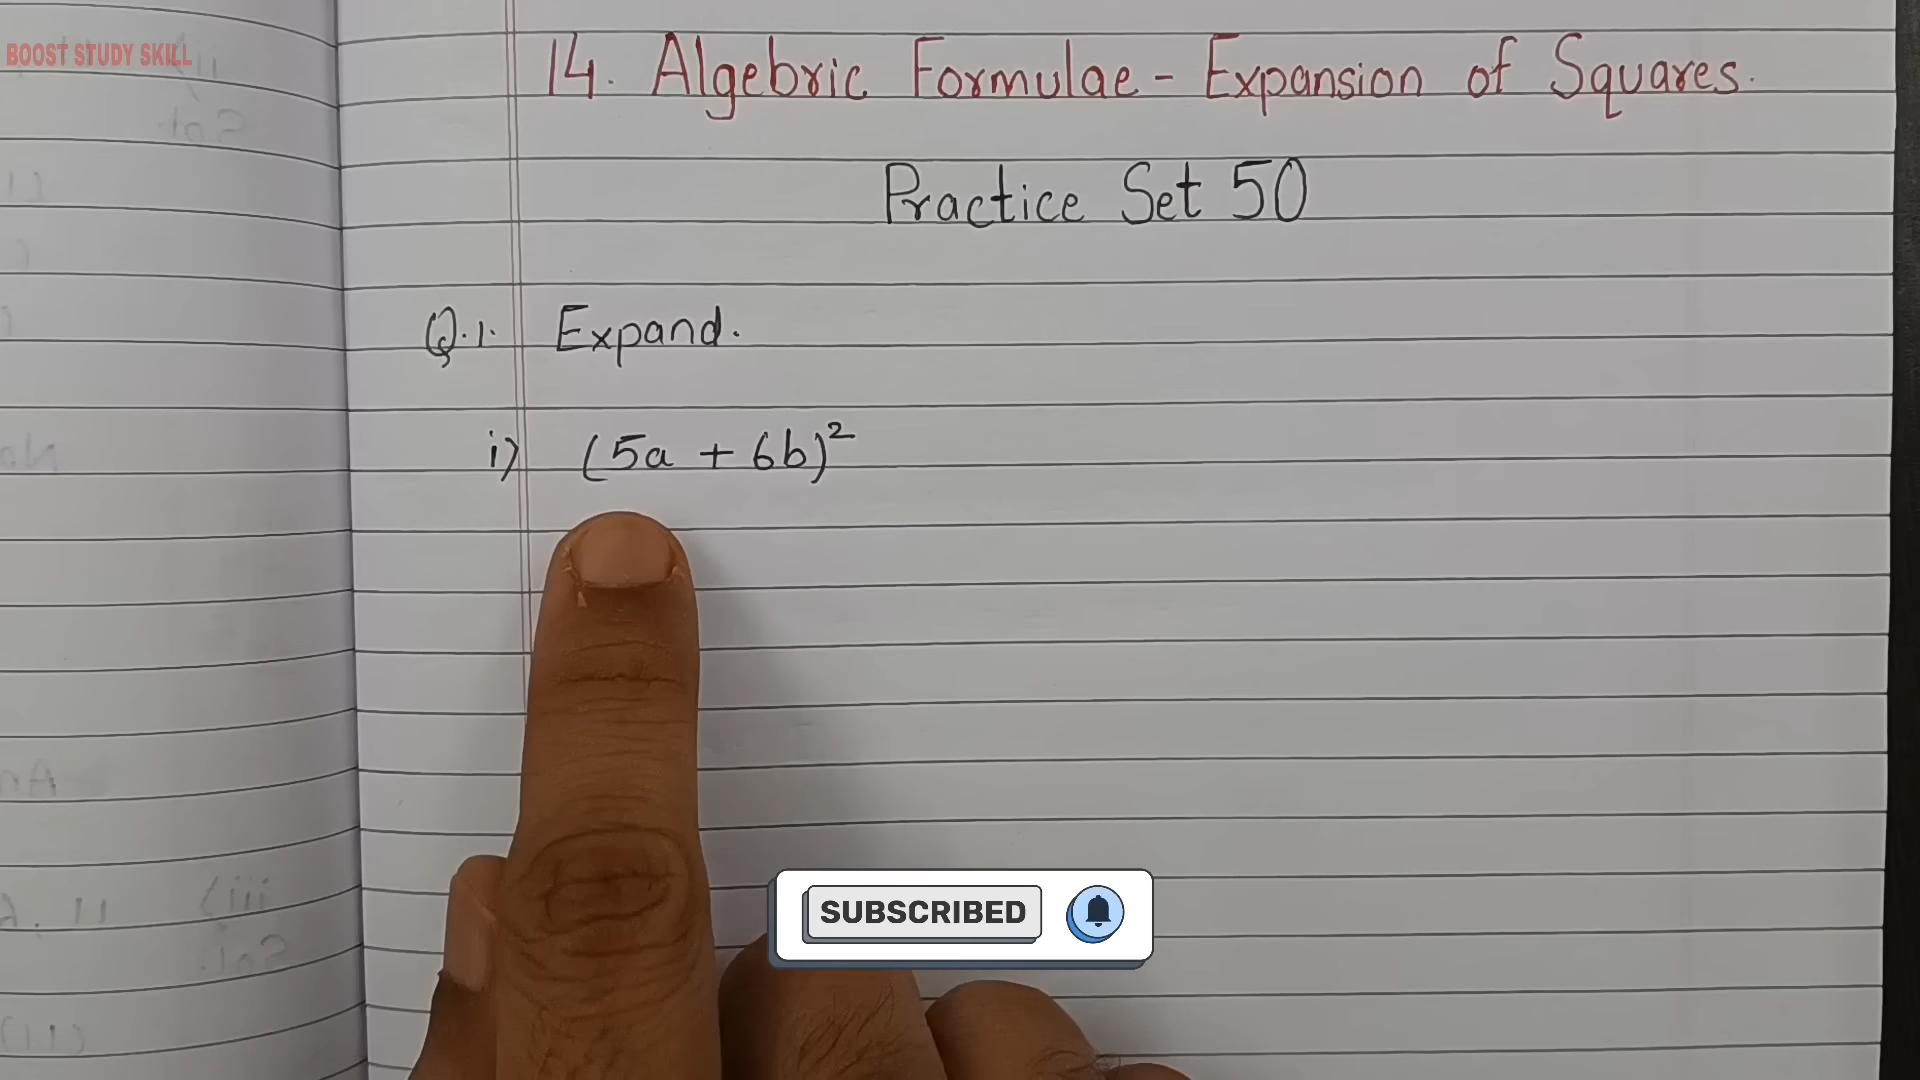 BOOST STUDY SKILL
14. Algebric Formulae - Expansion of Squares.
Practice Set 50
Q.1. Expand.
i) (5a + 6b)²
SUBSCRIBED